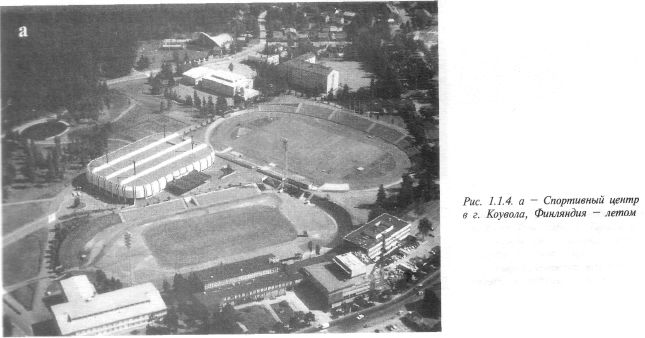 а
Рис. 1.1.4. а — Спортивный центр
в г. Коувола, Финляндия — летом